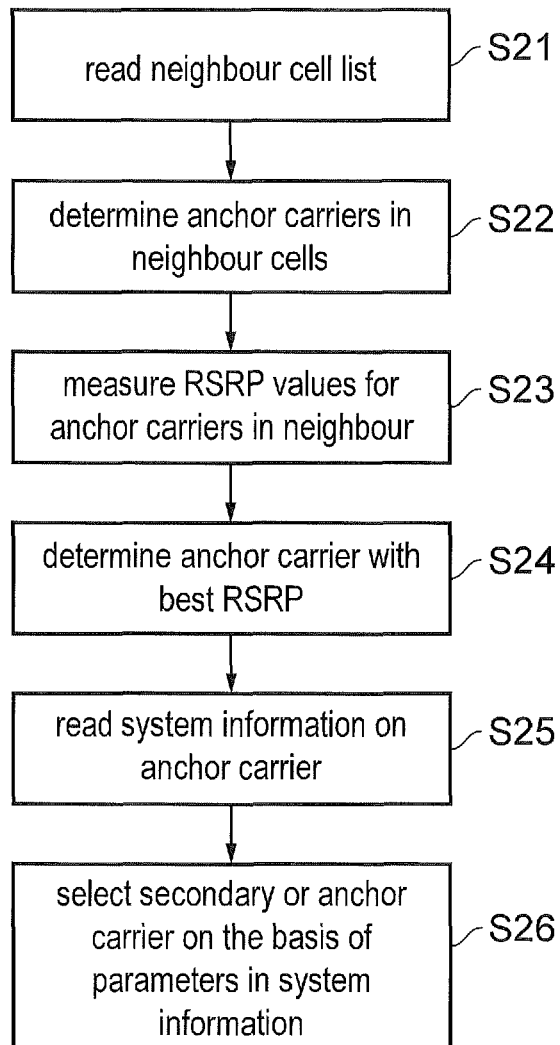 read neighbour cell list
S21
determine anchor carriers in
neighbour cells
S22
measure RSRP values for
anchor carriers in neighbour
S23
determine anchor carrier with
best RSRP
S24
read system information on
anchor carrier
S25
select secondary or anchor
carrier on the basis of
parameters in system
information
S26